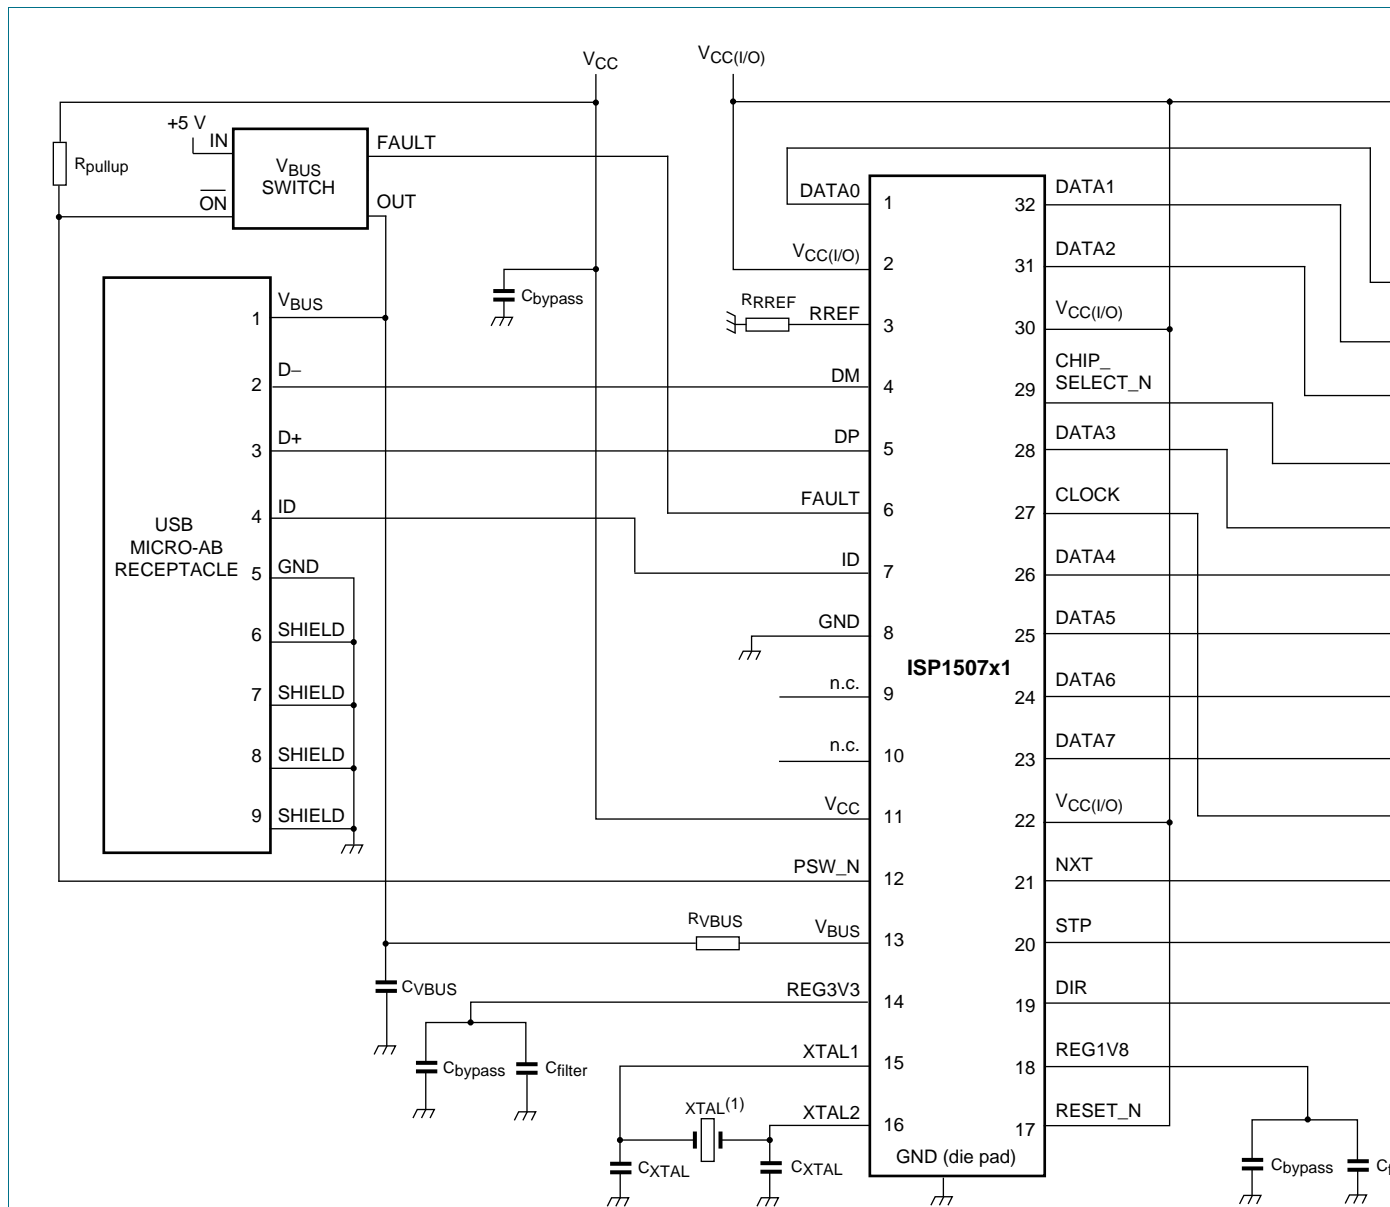 VCC
VCC(I/O)
+5 V
IN
FAULT
Rpullup
VBUS
SWITCH
ON
OUT
DATA0
1
32
DATA1
VCC(I/O)
2
31
DATA2
VBUS
1
Cbypass
RRREF
RREF
3
30
VCC(I/O)
D–
2
DM
4
29
CHIP_
SELECT_N
D+
3
DP
5
28
DATA3
FAULT
6
27
CLOCK
ID
4
USB
MICRO-AB
RECEPTACLE
5
GND
ID
7
26
DATA4
6
SHIELD
GND
8
25
DATA5
ISP1507x1
7
SHIELD
n.c.
9
24
DATA6
8
SHIELD
n.c.
10
23
DATA7
9
SHIELD
VCC
11
22
VCC(I/O)
PSW_N
12
21
NXT
RVBUS
VBUS
13
20
STP
CVBUS
REG3V3
14
19
DIR
Cbypass
Cfilter
XTAL1
15
18
REG1V8
XTAL(1)
XTAL2
16
17
RESET_N
CXTAL
CXTAL
GND (die pad)
Cbypass